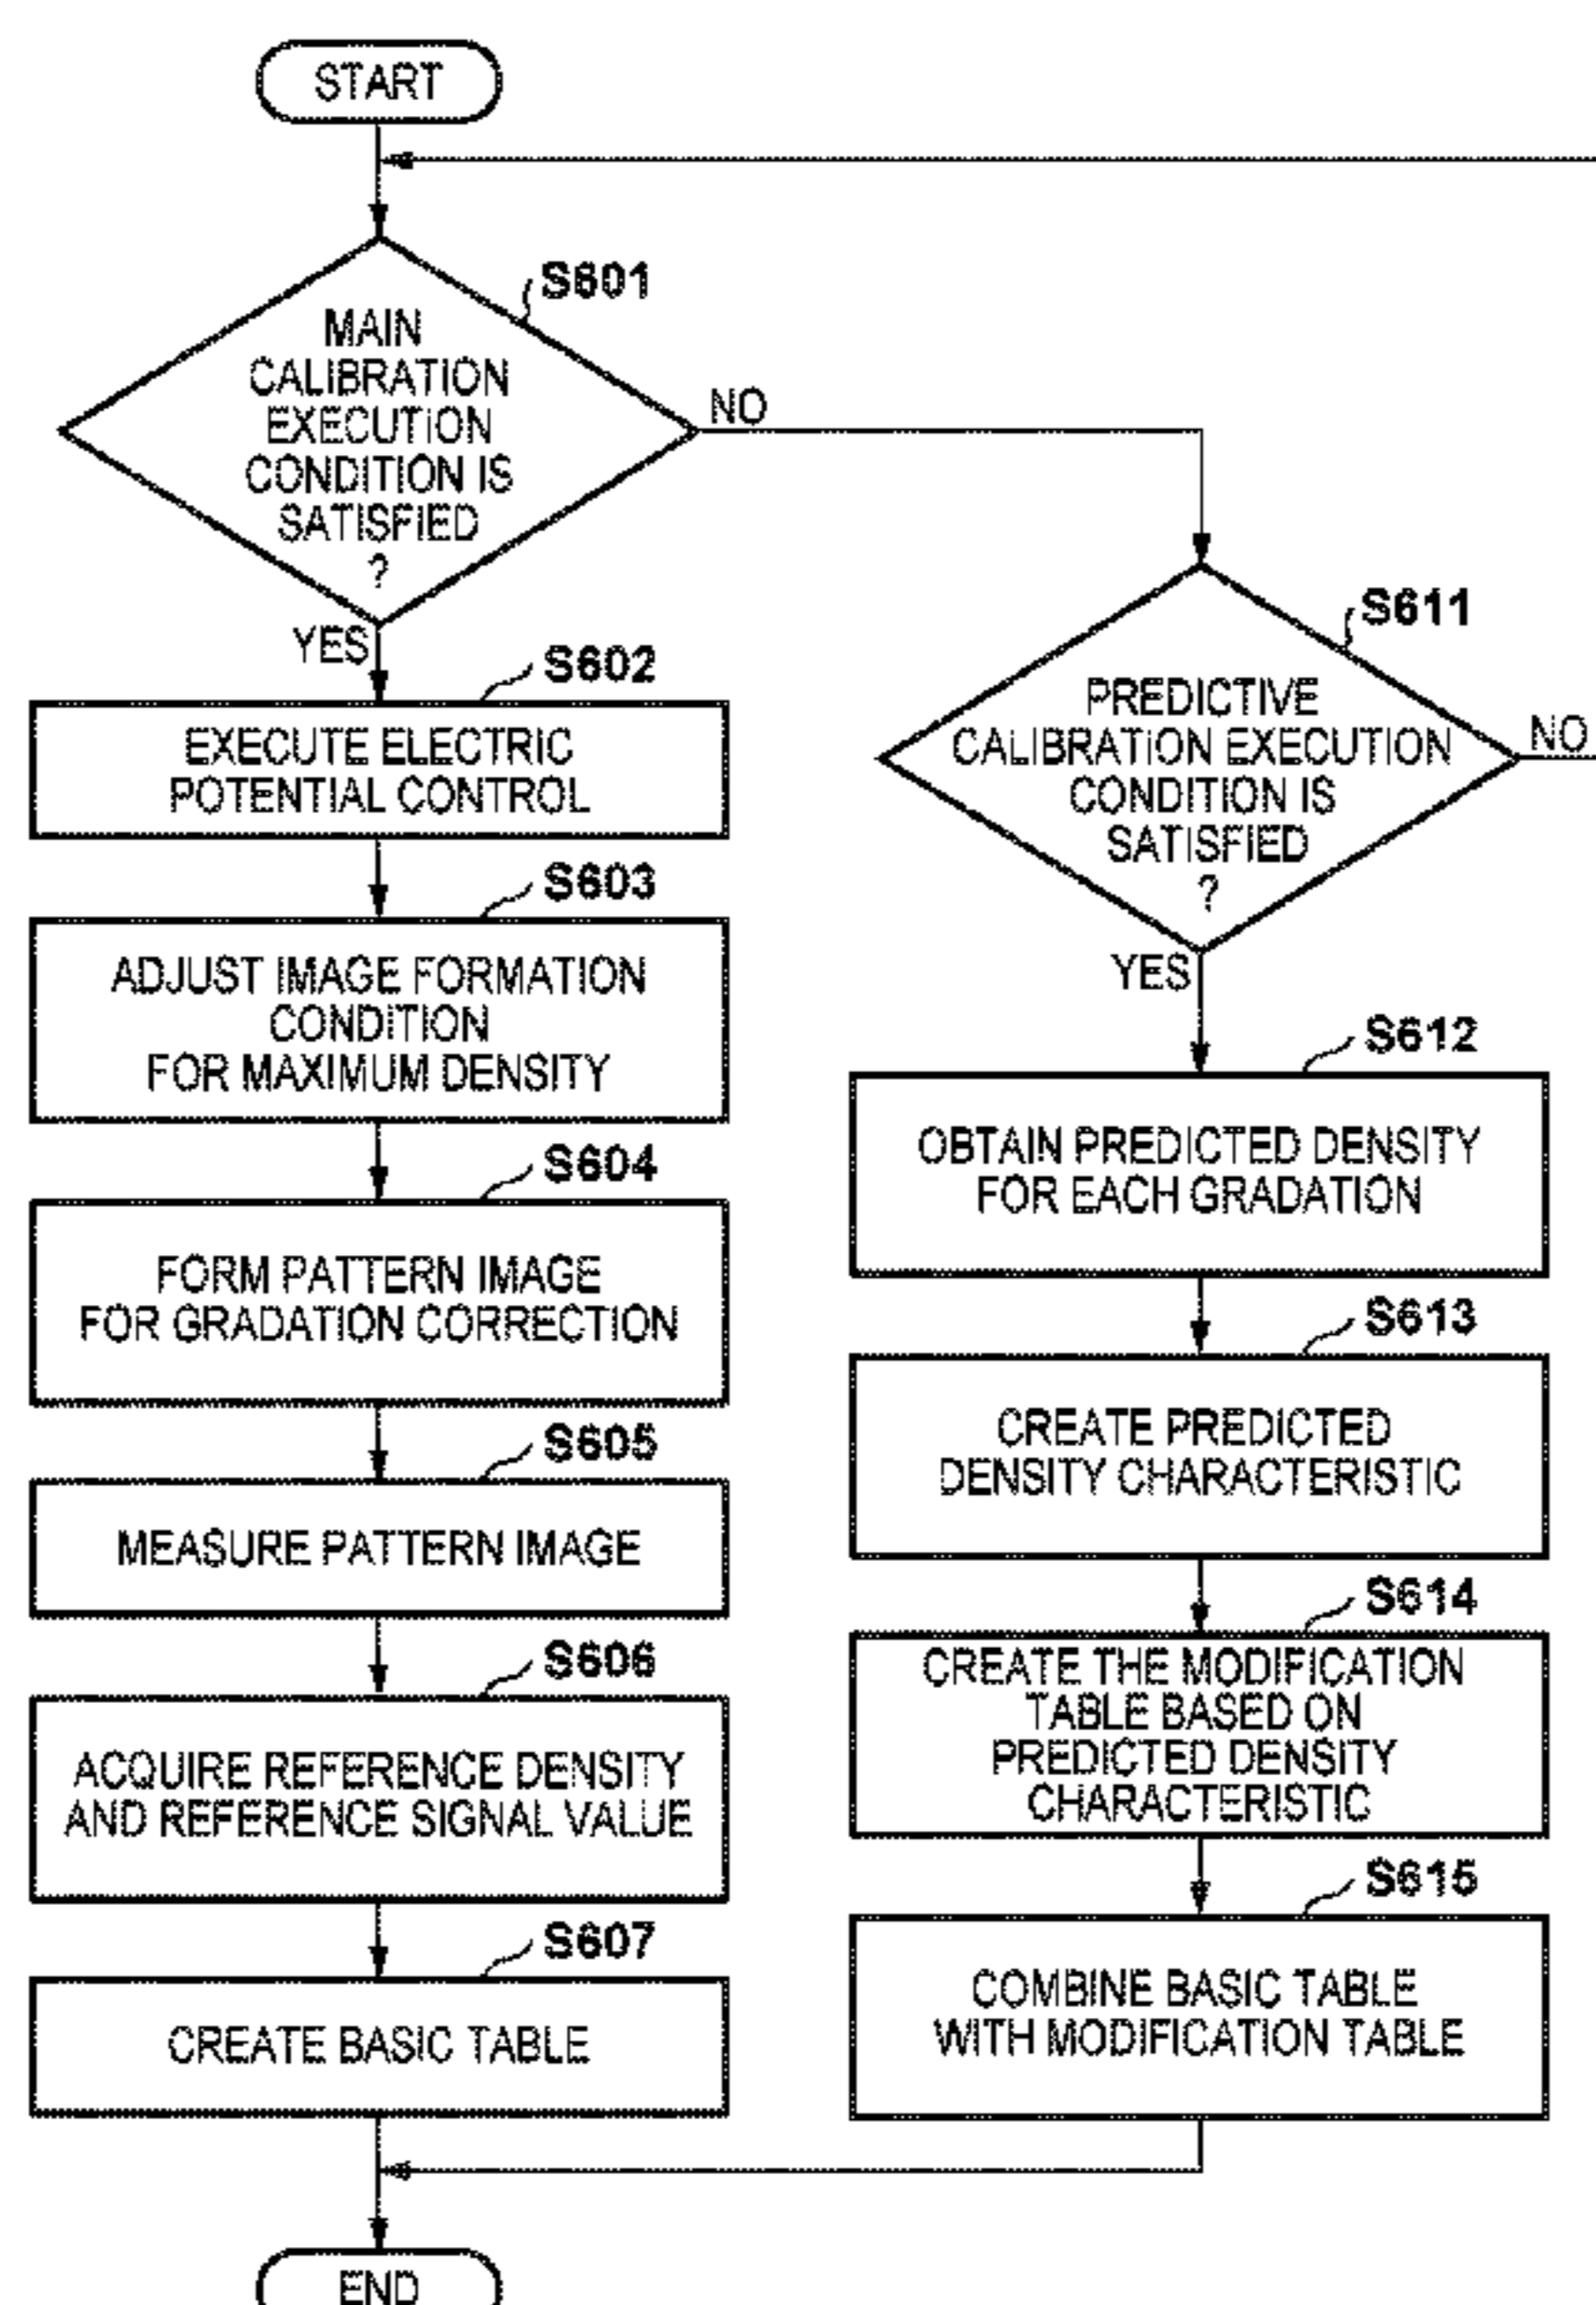 START
S601
MAIN
CALIBRATION
EXECUTION
CONDITION IS
SATISFIED
?
NO
YES
S602
EXECUTE ELECTRIC
POTENTIAL CONTROL
S603
ADJUST IMAGE FORMATION
CONDITION
FOR MAXIMUM DENSITY
S604
FORM PATTERN IMAGE
FOR GRADATION CORRECTION
S605
MEASURE PATTERN IMAGE
S606
ACQUIRE REFERENCE DENSITY
AND REFERENCE SIGNAL VALUE
S607
CREATE BASIC TABLE
S611
PREDICTIVE
CALIBRATION EXECUTION
CONDITION IS
SATISFIED
?
NO
YES
S612
OBTAIN PREDICTED DENSITY
FOR EACH GRADATION
S613
CREATE PREDICTED
DENSITY CHARACTERISTIC
S614
CREATE THE MODIFICATION
TABLE BASED ON
PREDICTED DENSITY
CHARACTERISTIC
S615
COMBINE BASIC TABLE
WITH MODIFICATION TABLE
END